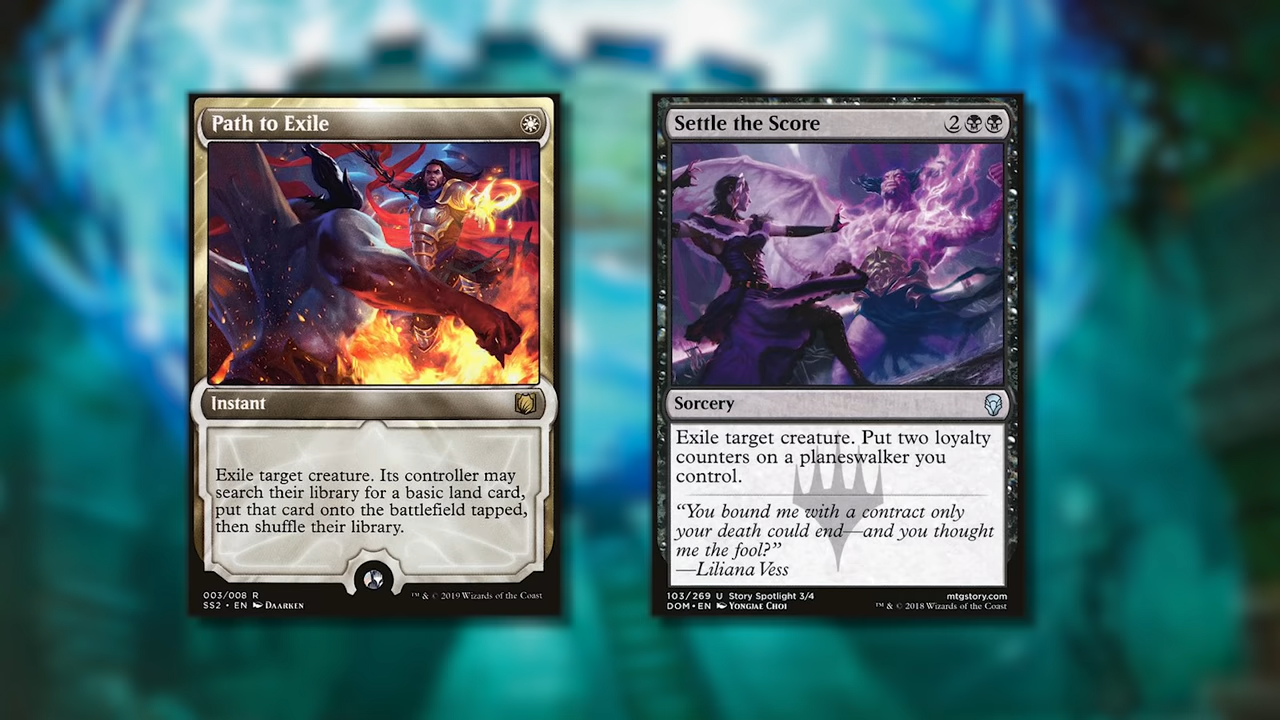 Path to Exile
Instant
Exile target creature. Its controller may
search their library for a basic land card,
put that card onto the battlefield tapped,
then shuffle their library.
003/008 R
SS2 • EN Daarken
™ & © 2019 Wizards of the Coast
Settle the Score
2
Sorcery
Exile target creature. Put two loyalty
counters on a planeswalker you
control.
“You bound me with a contract only
your death could end—and you thought
me the fool?”
—Liliana Vess
103/269 U Story Spotlight 3/4
DOM • EN Yongjae Choi
mtgstory.com
™ & © 2018 Wizards of the Coast